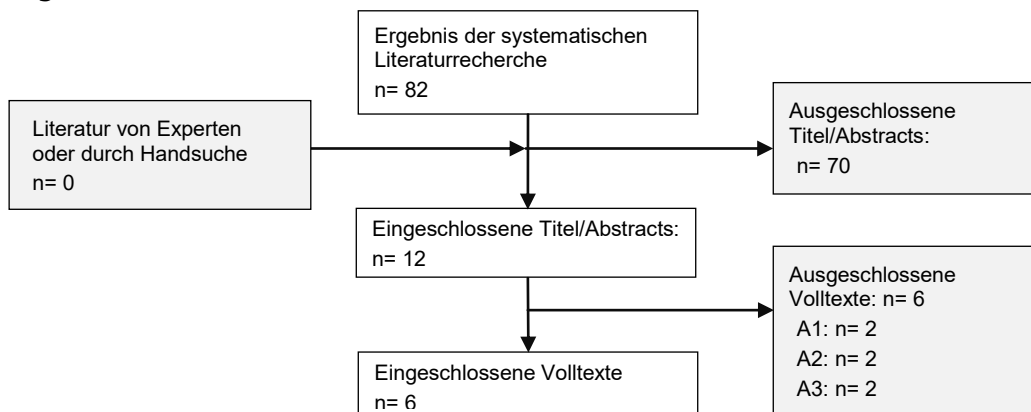 Ergebnis der systematischen
Literaturrecherche
n= 82
Literatur von Experten
oder durch Handsuche
n= 0
Ausgeschlossene
Titel/Abstracts:
n= 70
Eingeschlossene Titel/Abstracts:
n= 12
Ausgeschlossene
Volltexte: n= 6
A1: n= 2
A2: n= 2
A3: n= 2
Eingeschlossene Volltexte
n= 6